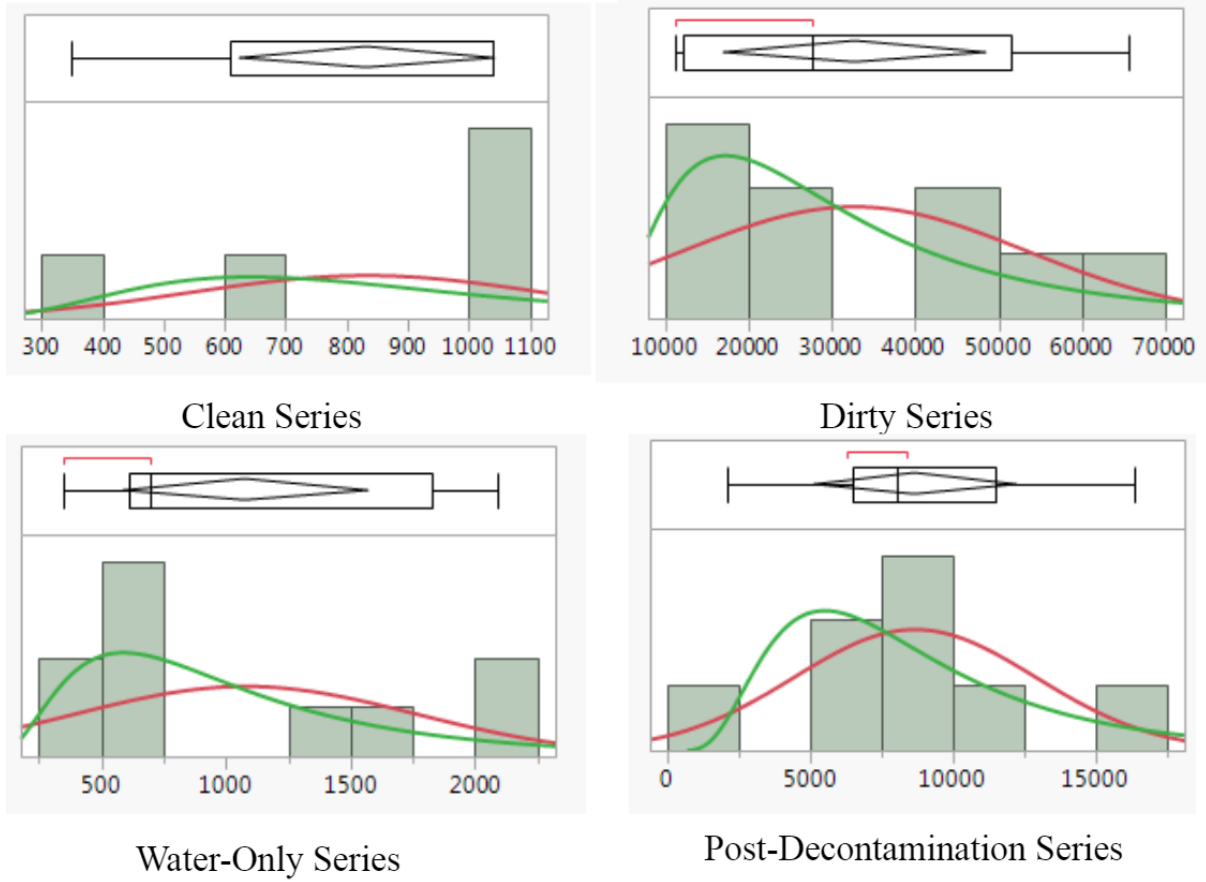 300 400 500 600 700 800 900 1000 1100
10000 20000 30000 40000 50000 60000 70000
Clean Series
Dirty Series
500 1000 1500 2000
0 5000 10000 15000
Water-Only Series
Post-Decontamination Series